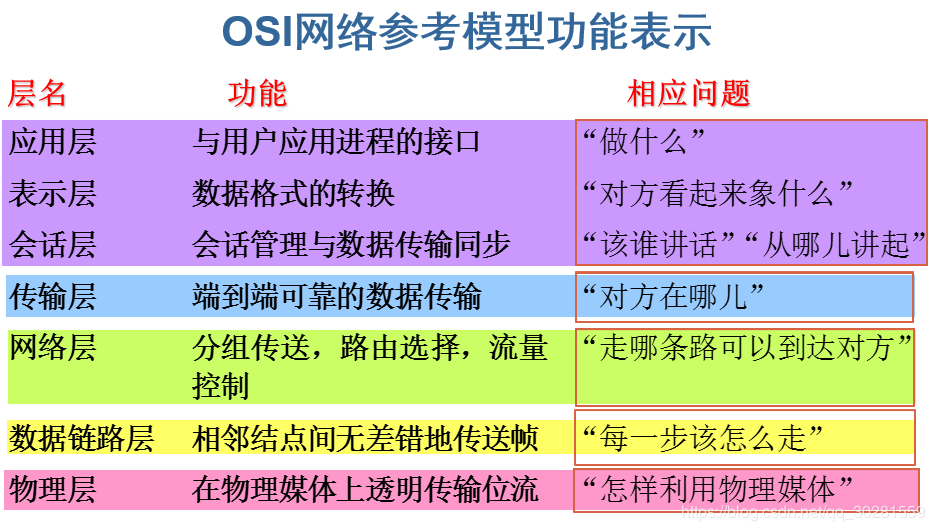 OSI网络参考模型功能表示
层名 功能 相应问题
应用层 与用户应用进程的接口 “做什么”
表示层 数据格式的转换 “对方看起来象什么”
会话层 会话管理与数据传输同步 “该谁讲话”“从哪儿讲起”
传输层 端到端可靠的数据传输 “对方在哪儿”
网络层 分组传送，路由选择，流量 “走哪条路可以到达对方”
控制
数据链路层 相邻结点间无差错地传送帧 “每一步该怎么走”
物理层 在物理媒体上透明传输位流 “怎样利用物理媒体”
https://blog.csdn.net/qq_30281559